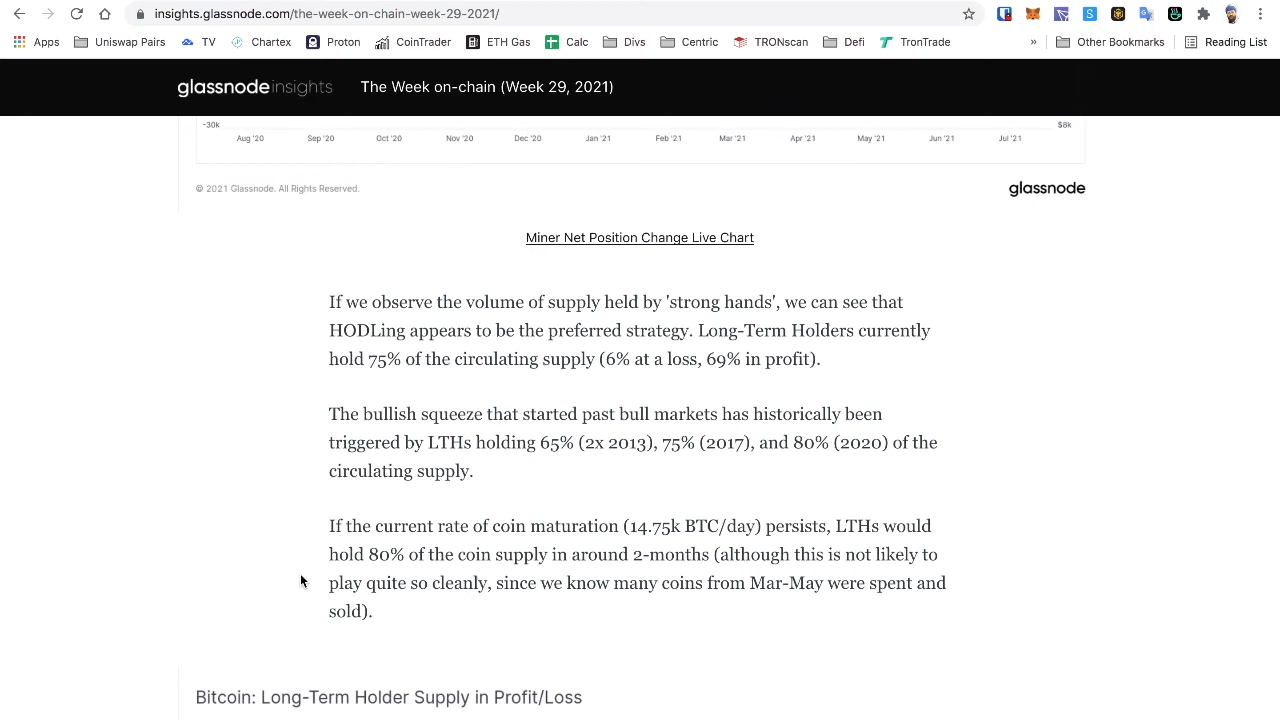 insights.glassnode.com/the-week-on-chain-week-29-2021/
Apps Uniswap Pairs TV Chartex Proton CoinTrader ETH Gas Calc Divs Centric TRONscan Defi TronTrade » Other Bookmarks Reading List
glassnodeinsights The Week on-chain (Week 29, 2021)
-30k $8k
Aug '20 Sep '20 Oct '20 Nov '20 Dec '20 Jan '21 Feb '21 Mar '21 Apr '21 May '21 Jun '21 Jul '21
© 2021 Glassnode. All Rights Reserved. glassnode
Miner Net Position Change Live Chart
If we observe the volume of supply held by 'strong hands', we can see that
HODLing appears to be the preferred strategy. Long-Term Holders currently
hold 75% of the circulating supply (6% at a loss, 69% in profit).
The bullish squeeze that started past bull markets has historically been
triggered by LTHs holding 65% (2x 2013), 75% (2017), and 80% (2020) of the
circulating supply.
If the current rate of coin maturation (14.75k BTC/day) persists, LTHs would
hold 80% of the coin supply in around 2-months (although this is not likely to
play quite so cleanly, since we know many coins from Mar-May were spent and
sold).
Bitcoin: Long-Term Holder Supply in Profit/Loss